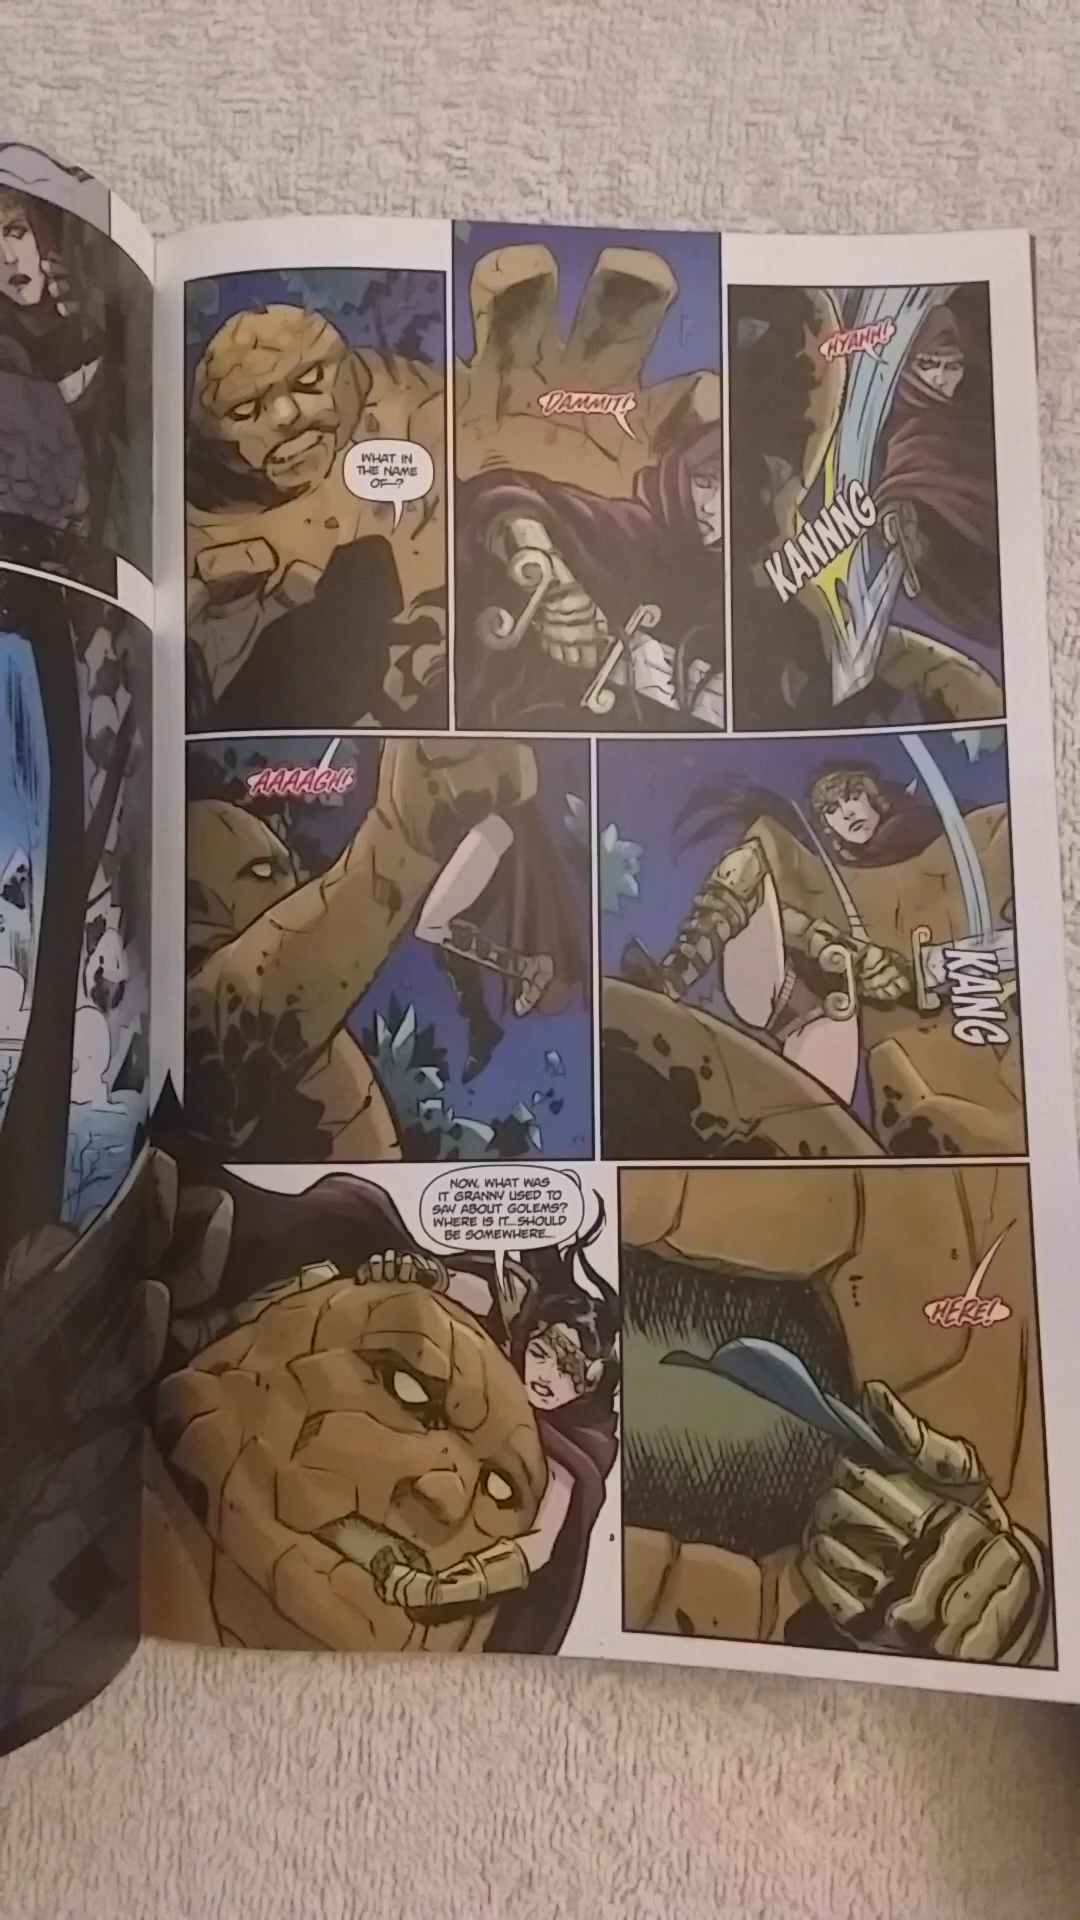 WHAT IN
THE NAME
OF—?
DAMMIT!
HYAHH!
KANNNG
AAAAGH!
KANG
NOW, WHAT WAS
IT GRANNY USED TO
SAY ABOUT GOLEMS?
WHERE IS IT...SHOULD
BE SOMEWHERE...
HERE!